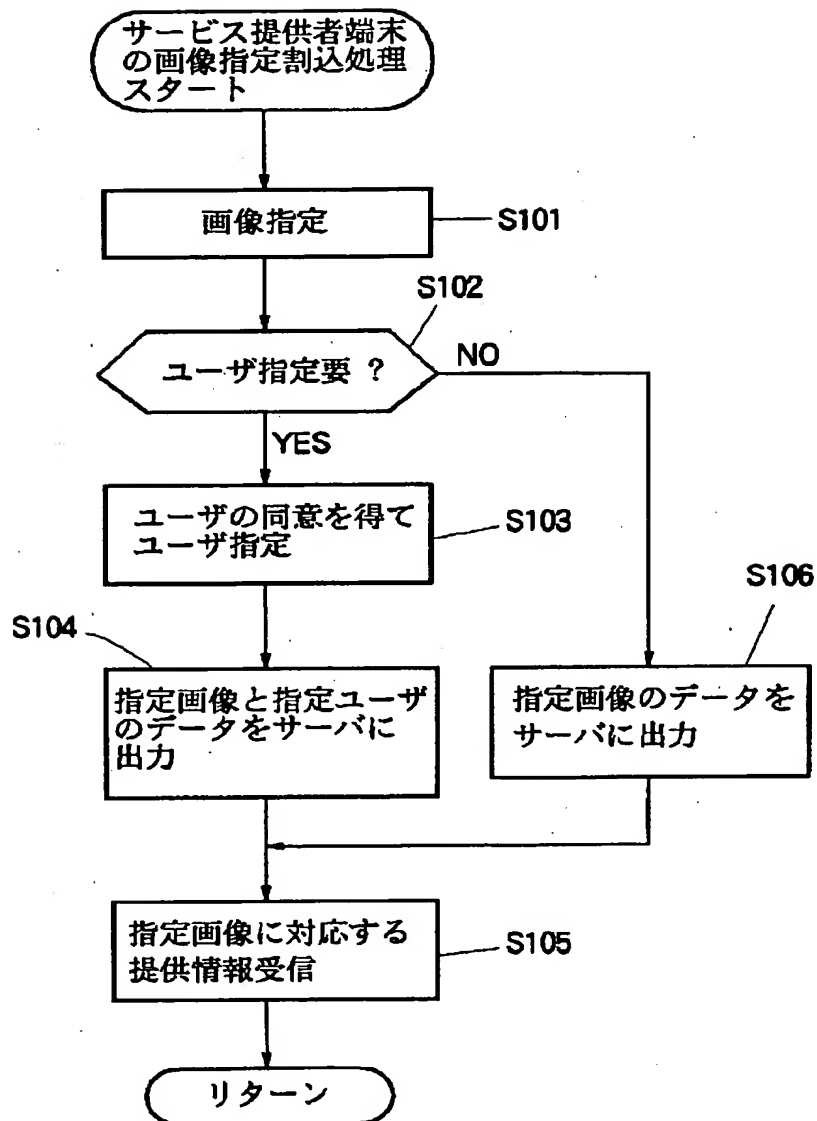 サービス提供者端末
の画像指定割込処理
スタート
画像指定
S101
S102
ユーザ指定要 ?
NO
YES
ユーザの同意を得て
ユーザ指定
S103
S104
指定画像と指定ユーザ
のデータをサーバに
出力
S106
指定画像のデータを
サーバに出力
指定画像に対応する
提供情報受信
S105
リターン